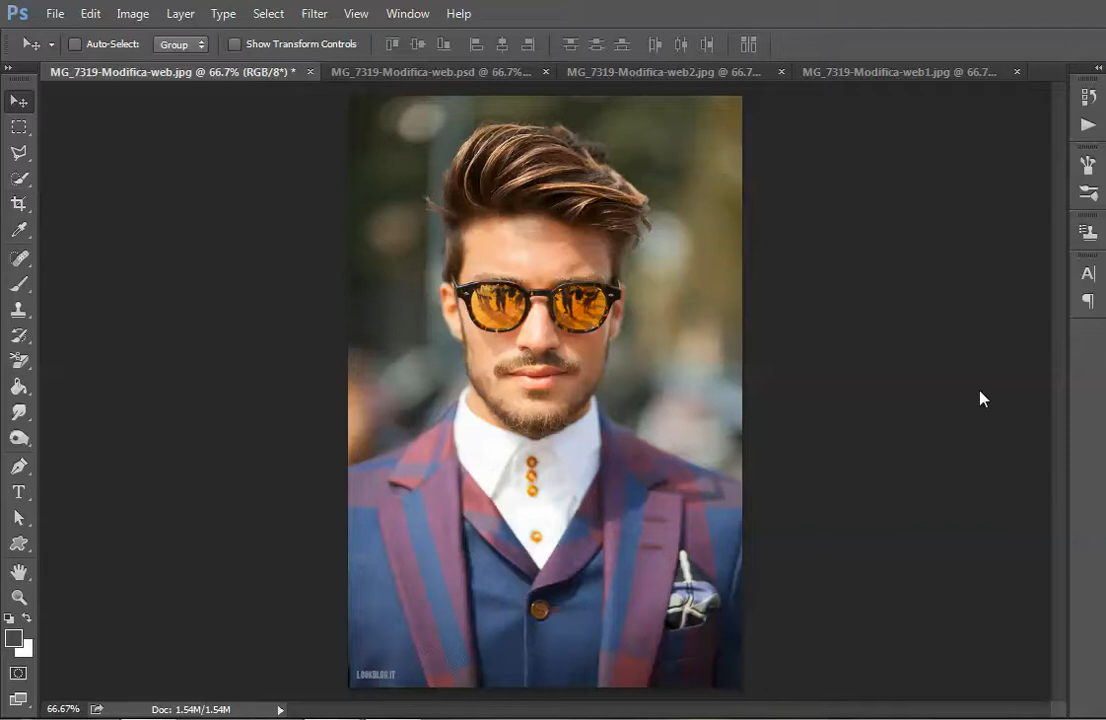 Ps File Edit Image Layer Type Select Filter View Window Help
Auto-Select: Group Show Transform Controls
MG_7319-Modifica-web.jpg @ 66.7% (RGB/8*) * × MG_7319-Modifica-web.psd @ 66.7%... × MG_7319-Modifica-web2.jpg @ 66.7... × MG_7319-Modifica-web1.jpg @ 66.7... ×
A
T
LOOKBLOG.IT
66.67% Doc: 1.54M/1.54M